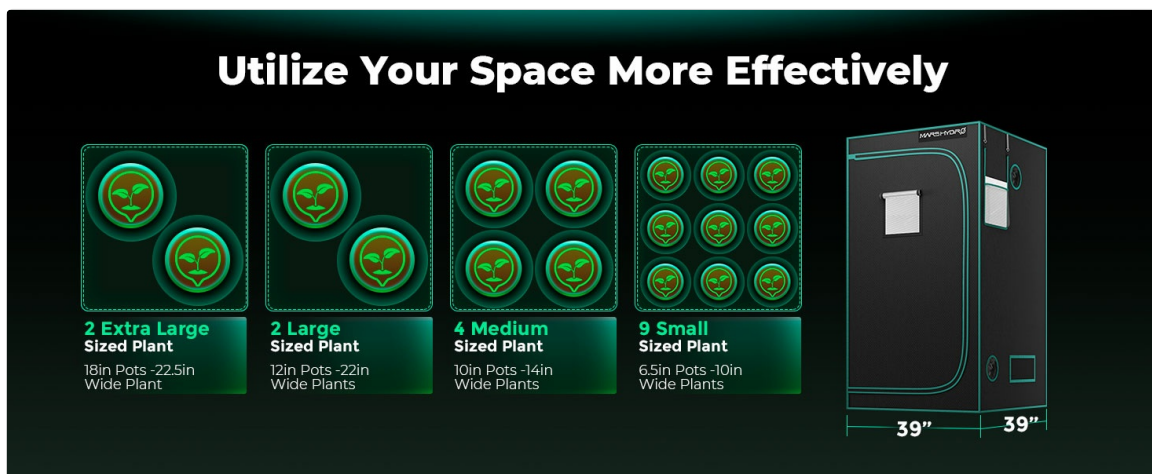 Utilize Your Space More Effectively
MARSHYDRO
2 Extra Large
Sized Plant
18in Pots -22.5in
Wide Plant
2 Large
Sized Plant
12in Pots -22in
Wide Plants
4 Medium
Sized Plant
10in Pots -14in
Wide Plants
9 Small
Sized Plant
6.5in Pots -10in
Wide Plants
39”
39”